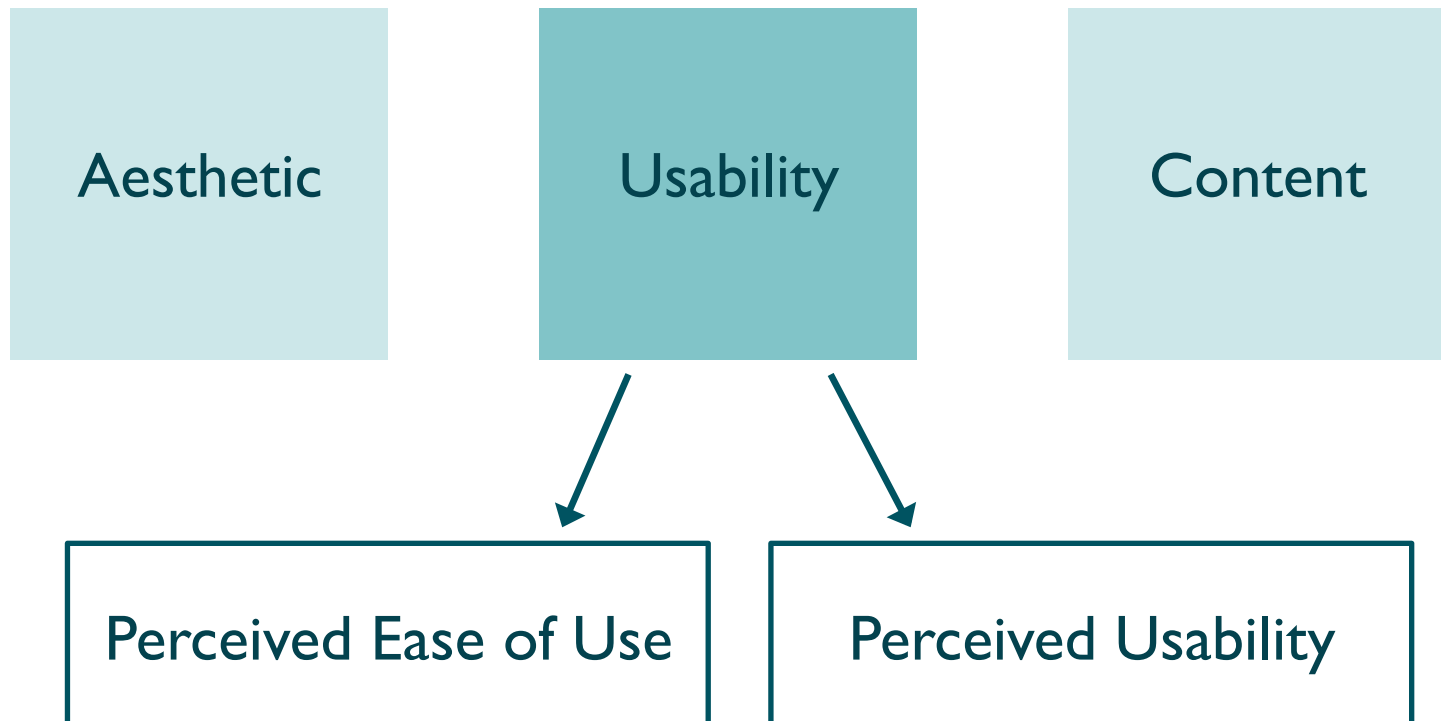 Aesthetic
Usability
Content
Perceived Ease of Use
Perceived Usability